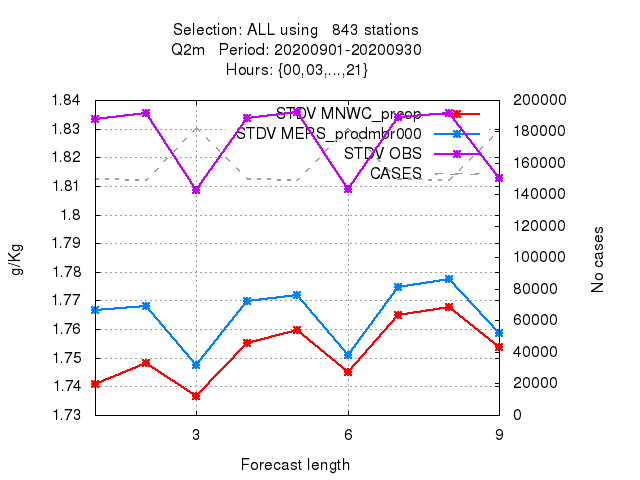 Selection: ALL using 843 stations
Q2m Period: 20200901-20200930
Hours: {00,03,...,21}
STDV MNWC_preop
STDV MEPS_prodmbr000
STDV OBS
CASES
1.84
1.83
1.82
1.81
1.8
1.79
1.78
1.77
1.76
1.75
1.74
1.73
200000
180000
160000
140000
120000
100000
80000
60000
40000
20000
0
g/Kg
No cases
3 6 9
Forecast length